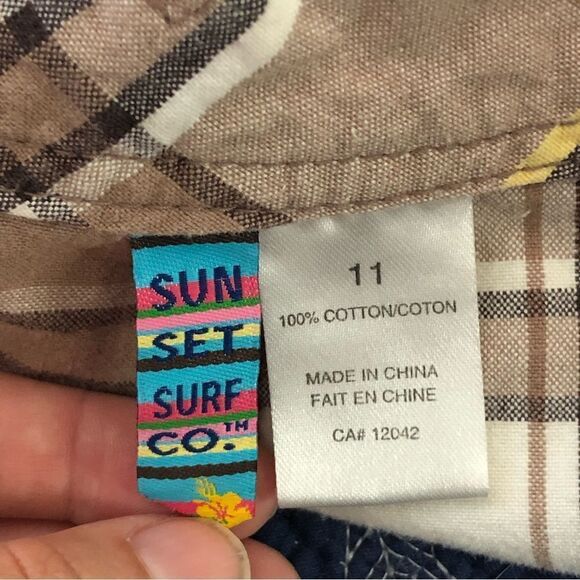 SUN
SET
SURF
CO.™
11
100% COTTON/COTON
MADE IN CHINA
FAIT EN CHINE
CA# 12042